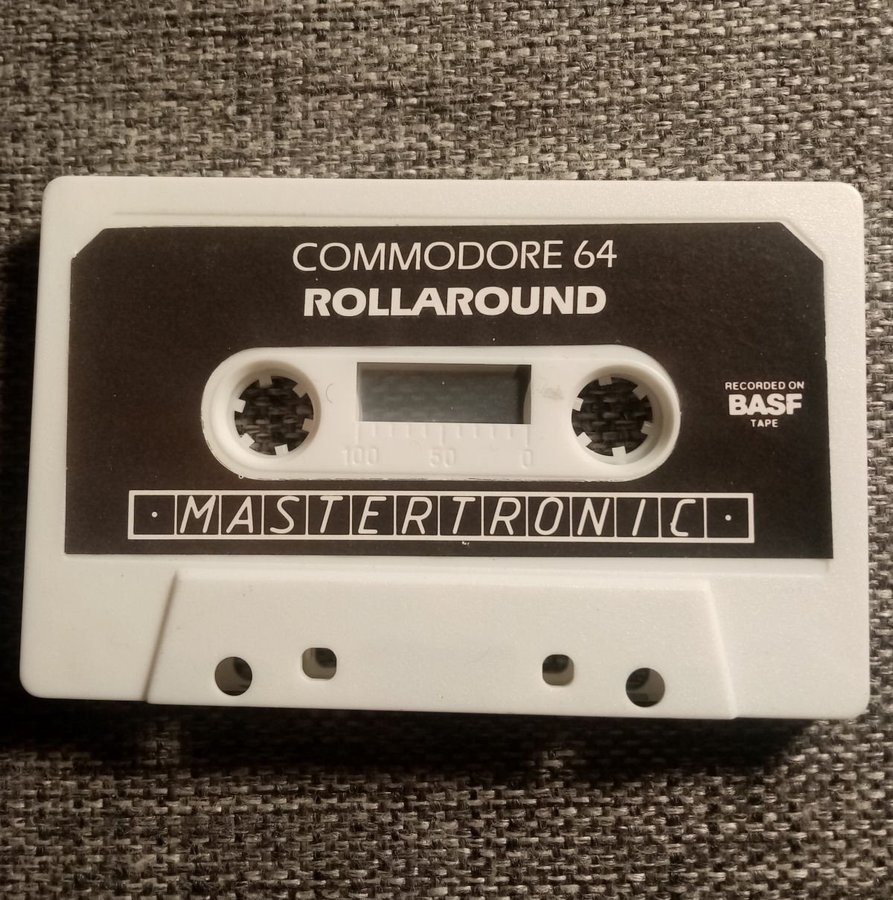 COMMODORE 64
ROLLAROUND
RECORDED ON
BASF
TAPE
100 50 0
· MASTERTRONIC ·